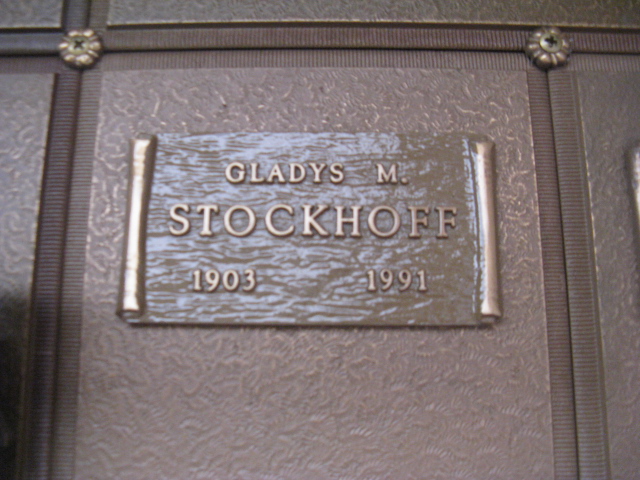 GLADYS M.
STOCKHOFF
1903 1991